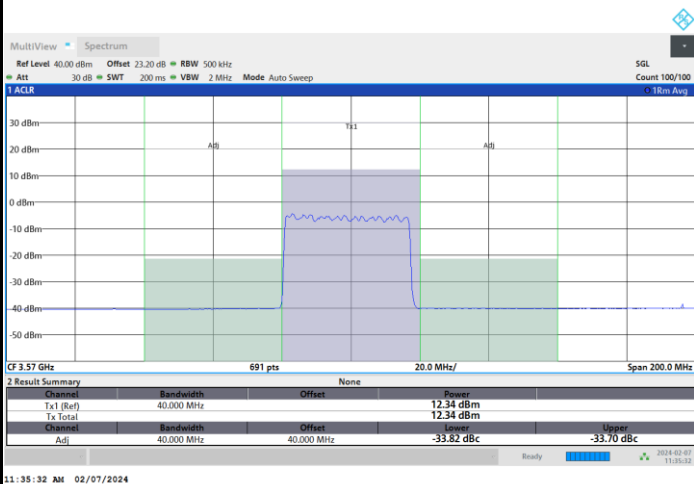 MultiView Spectrum
Ref Level 40.00 dBm Offset 23.20 dB RBW 500 kHz SGL
Att 30 dB SWT 200 ms VBW 2 MHz Mode Auto Sweep Count 100/100
1 ACLR 1Rm Avg
30 dBm
Tx1
20 dBm
Adj Adj
10 dBm
0 dBm
-10 dBm
-20 dBm
-30 dBm
-40 dBm
-50 dBm
CF 3.57 GHz 691 pts 20.0 MHz/ Span 200.0 MHz
2 Result Summary None
Channel Bandwidth Offset Power
Tx1 (Ref) 40.000 MHz 12.34 dBm
Tx Total 12.34 dBm
Channel Bandwidth Offset Lower Upper
Adj 40.000 MHz 40.000 MHz -33.82 dBc -33.70 dBc
Ready 2024-02-07
11:35:32
11:35:32 AM 02/07/2024